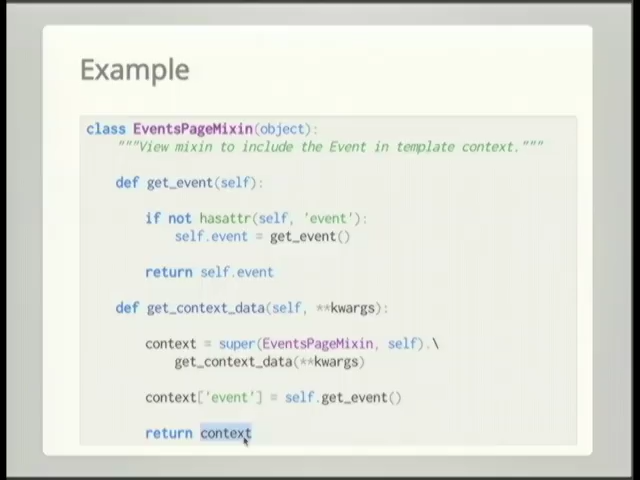 Example
class EventsPageMixin(object):
"""View mixin to include the Event in template context."""
def get_event(self):
if not hasattr(self, 'event'):
self.event = get_event()
return self.event
def get_context_data(self, **kwargs):
context = super(EventsPageMixin, self).\
get_context_data(**kwargs)
context['event'] = self.get_event()
return context